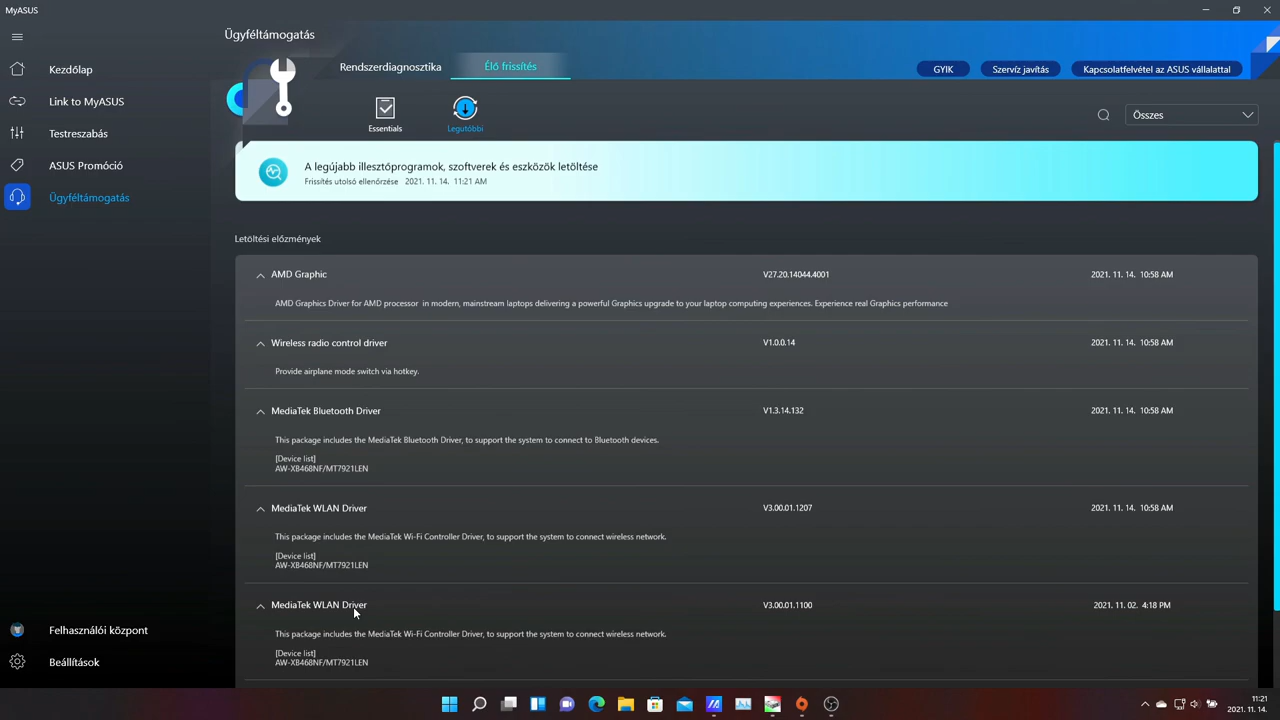 MyASUS
Ügyféltámogatás
Kezdőlap
Link to MyASUS
Testreszabás
ASUS Promóció
Ügyféltámogatás
Felhasználói központ
Beállítások
Rendszerdiagnosztika
Élő frissítés
GYIK
Szervíz javítás
Kapcsolatfelvétel az ASUS vállalattal
Essentials
Legutóbbi
Összes
A legújabb illesztőprogramok, szoftverek és eszközök letöltése
Frissítés utolsó ellenőrzése 2021. 11. 14. 11:21 AM
Letöltési előzmények
AMD Graphic V27.20.14044.4001 2021. 11. 14. 10:58 AM
AMD Graphics Driver for AMD processor in modern, mainstream laptops delivering a powerful Graphics upgrade to your laptop computing experiences. Experience real Graphics performance
Wireless radio control driver V1.0.0.14 2021. 11. 14. 10:58 AM
Provide airplane mode switch via hotkey.
MediaTek Bluetooth Driver V1.3.14.132 2021. 11. 14. 10:58 AM
This package includes the MediaTek Bluetooth Driver, to support the system to connect to Bluetooth devices.
[Device list]
AW-XB468NF/MT7921LEN
MediaTek WLAN Driver V3.00.01.1207 2021. 11. 14. 10:58 AM
This package includes the MediaTek Wi-Fi Controller Driver, to support the system to connect wireless network.
[Device list]
AW-XB468NF/MT7921LEN
MediaTek WLAN Driver V3.00.01.1100 2021. 11. 02. 4:18 PM
This package includes the MediaTek Wi-Fi Controller Driver, to support the system to connect wireless network.
[Device list]
AW-XB468NF/MT7921LEN
11:21
2021. 11. 14.